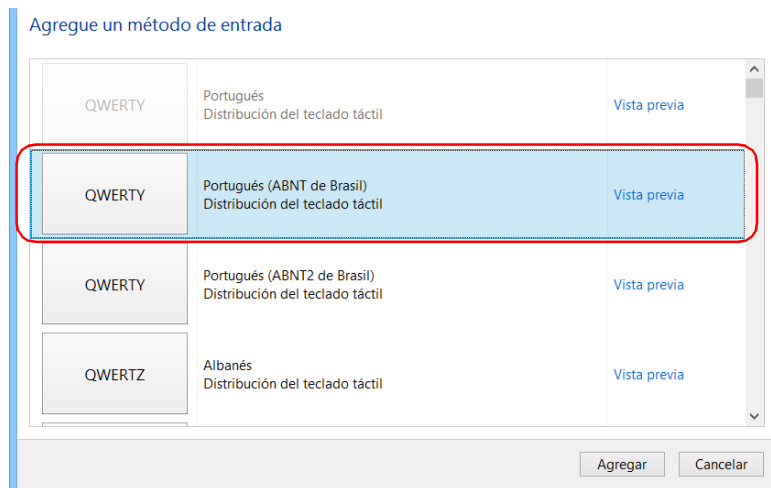 Agregue un método de entrada
QWERTY
Portugués
Distribución del teclado táctil
Vista previa
QWERTY
Portugués (ABNT de Brasil)
Distribución del teclado táctil
Vista previa
QWERTY
Portugués (ABNT2 de Brasil)
Distribución del teclado táctil
Vista previa
QWERTZ
Albanés
Distribución del teclado táctil
Vista previa
Agregar
Cancelar